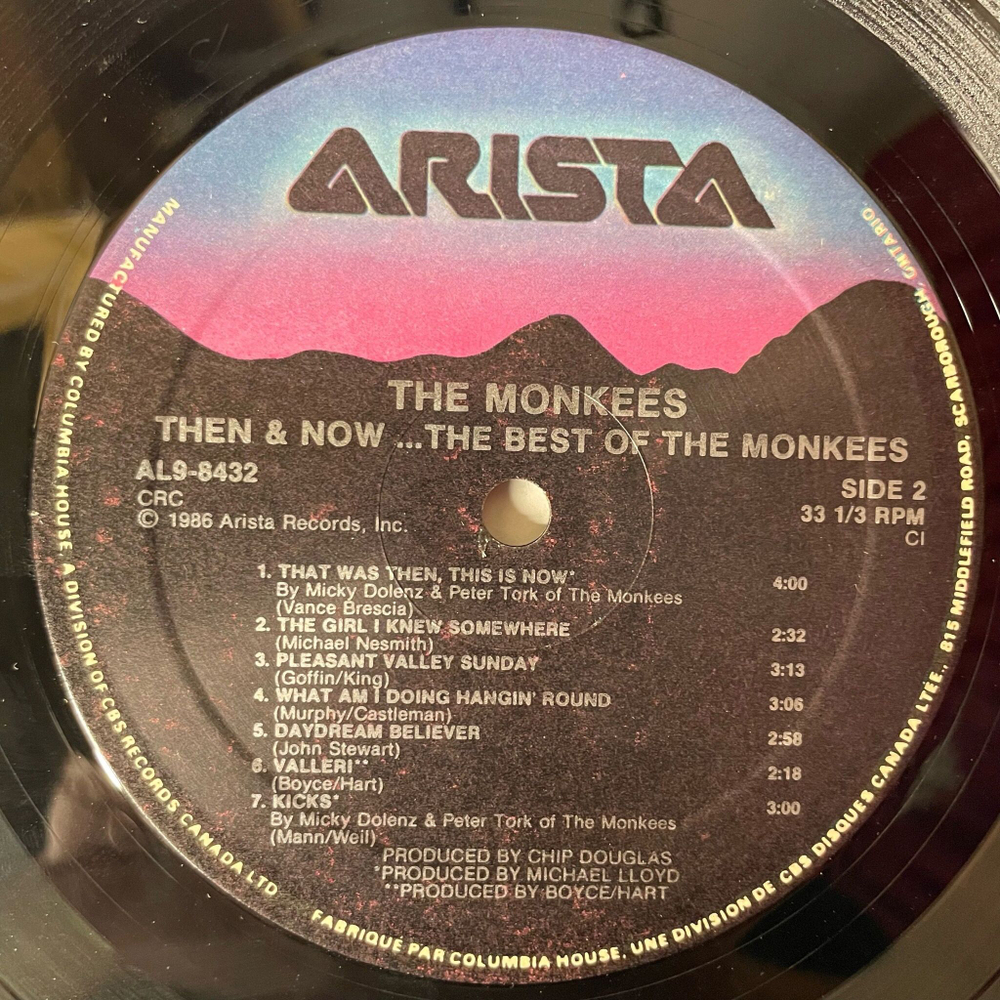 ARISTA
THE MONKEES
THEN & NOW ...THE BEST OF THE MONKEES
AL9-8432
CRC
© 1986 Arista Records, Inc.
SIDE 2
33 1/3 RPM
CI
1. THAT WAS THEN, THIS IS NOW* 4:00
By Micky Dolenz & Peter Tork of The Monkees
(Vance Brescia)
2. THE GIRL I KNEW SOMEWHERE 2:32
(Michael Nesmith)
3. PLEASANT VALLEY SUNDAY 3:13
(Goffin/King)
4. WHAT AM I DOING HANGIN' ROUND 3:06
(Murphy/Castleman)
5. DAYDREAM BELIEVER 2:58
(John Stewart)
6. VALLERI** 2:18
(Boyce/Hart)
7. KICKS* 3:00
By Micky Dolenz & Peter Tork of The Monkees
(Mann/Weil)
PRODUCED BY CHIP DOUGLAS
*PRODUCED BY MICHAEL LLOYD
**PRODUCED BY BOYCE/HART
MANUFACTURED BY COLUMBIA HOUSE, A DIVISION OF CBS RECORDS CANADA LTD
FABRIQUÉ PAR COLUMBIA HOUSE, UNE DIVISION DE CBS DISQUES CANADA LTEE., 815 MIDDLEFIELD ROAD, SCARBOROUGH, ONTARIO.